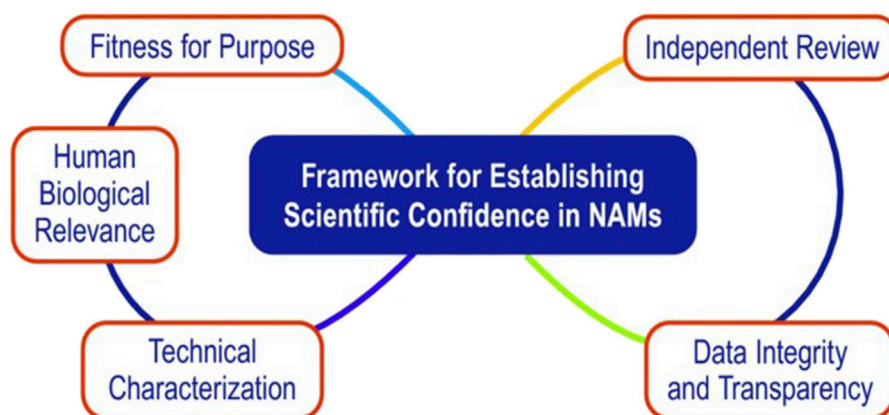 Fitness for Purpose
Independent Review
Human
Biological
Relevance
Framework for Establishing
Scientific Confidence in NAMs
Technical
Characterization
Data Integrity
and Transparency